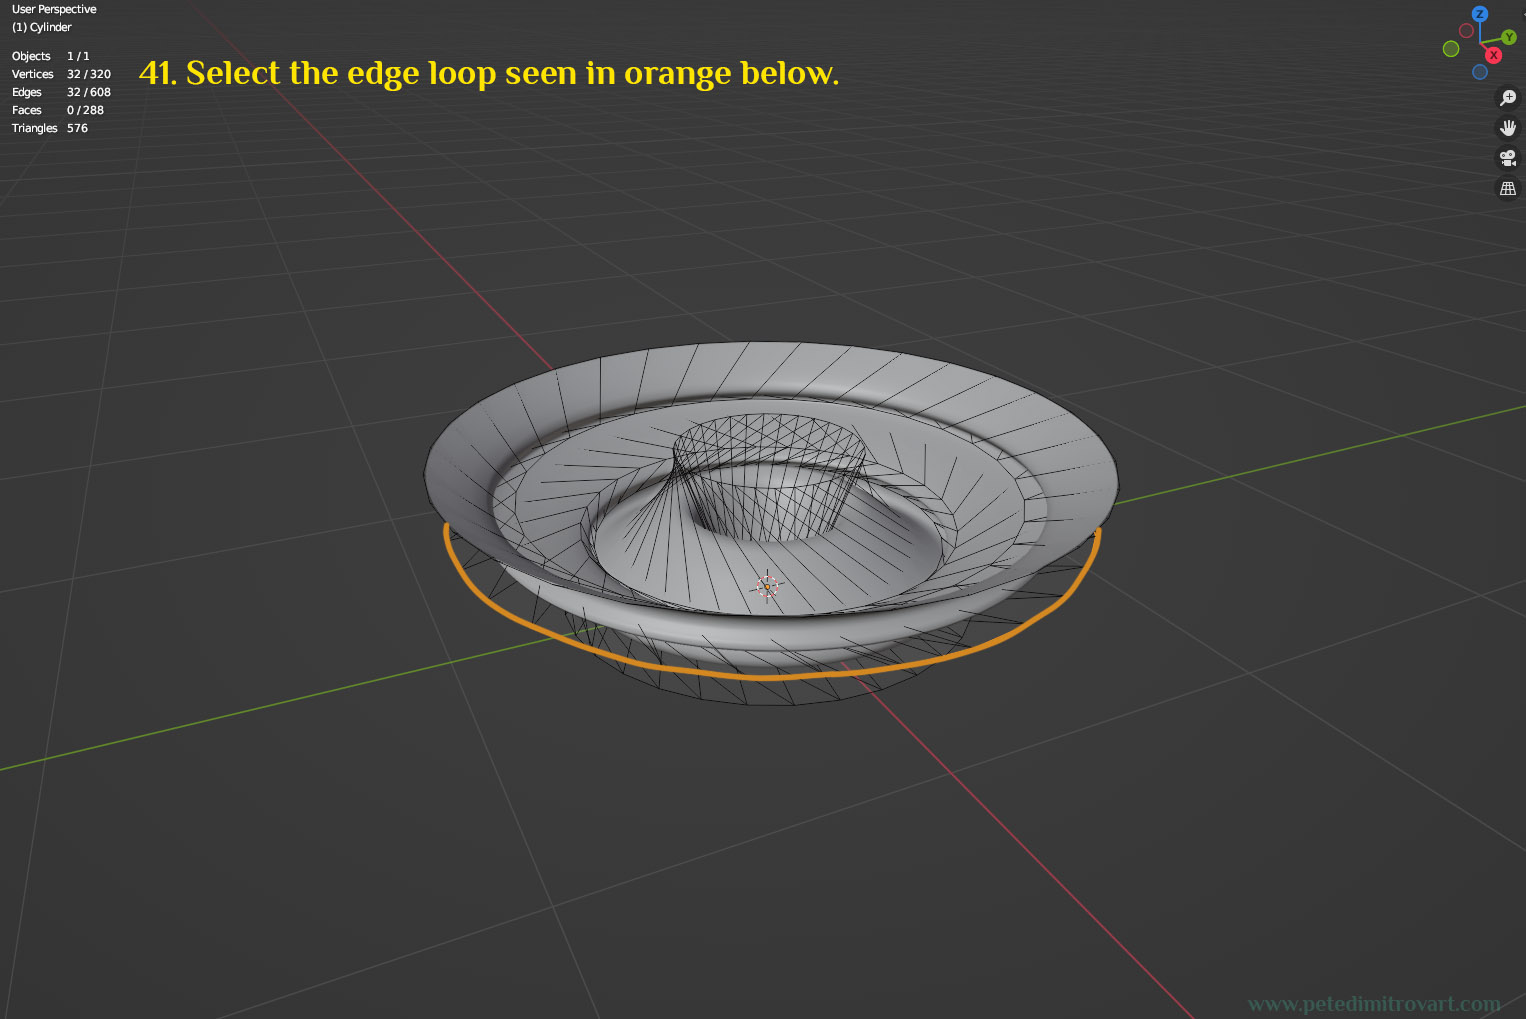 User Perspective
(1) Cylinder
Objects 1 / 1
Vertices 32 / 320
Edges 32 / 608
Faces 0 / 288
Triangles 576
41. Select the edge loop seen in orange below.
Z
Y
X
www.petedimitrovart.com